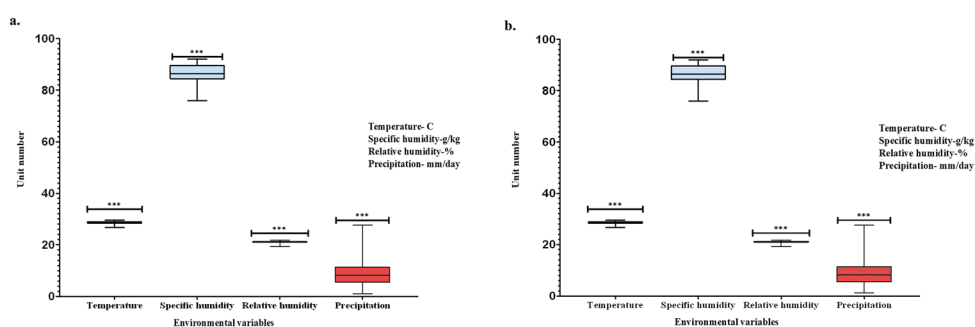 a.
100
80
60
40
20
0
Unit number
***
***
***
***
Temperature- C
Specific humidity-g/kg
Relative humidity-%
Precipitation- mm/day
Temperature Specific humidity Relative humidity Precipitation
Environmental variables
b.
100
80
60
40
20
0
Unit number
***
***
***
***
Temperature- C
Specific humidity-g/kg
Relative humidity-%
Precipitation- mm/day
Temperature Specific humidity Relative humidity Precipitation
Environmental variables